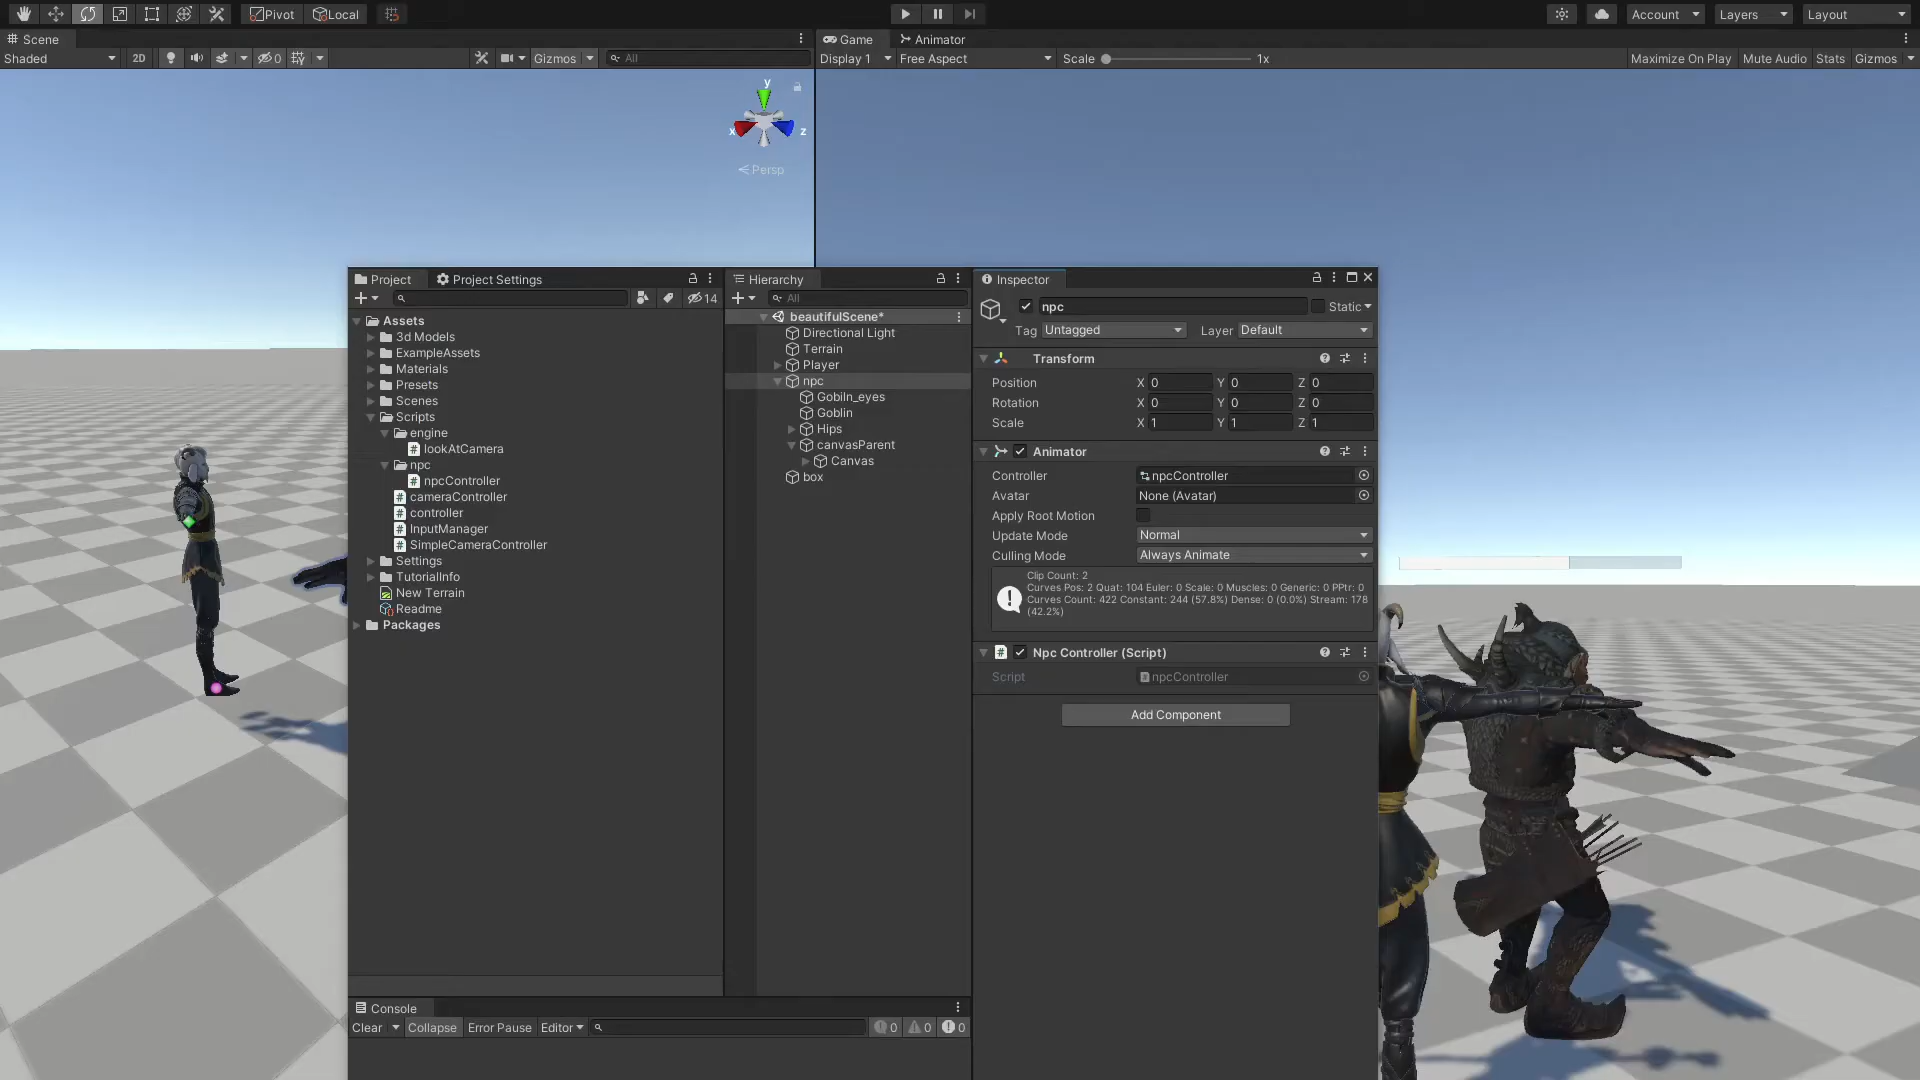 Pivot
Local
Account
Layers
Layout
Scene
Game
Animator
Shaded
2D
0
Gizmos
All
Display 1
Free Aspect
Scale
1x
Maximize On Play
Mute Audio
Stats
Gizmos
y
x
z
Persp
Project
Project Settings
14
Assets
3d Models
ExampleAssets
Materials
Presets
Scenes
Scripts
engine
lookAtCamera
npc
npcController
cameraController
controller
InputManager
SimpleCameraController
Settings
TutorialInfo
New Terrain
Readme
Packages
Hierarchy
All
beautifulScene*
Directional Light
Terrain
Player
npc
Gobiln_eyes
Goblin
Hips
canvasParent
Canvas
box
Inspector
npc
Static
Tag Untagged
Layer Default
Transform
Position X 0 Y 0 Z 0
Rotation X 0 Y 0 Z 0
Scale X 1 Y 1 Z 1
Animator
Controller npcController
Avatar None (Avatar)
Apply Root Motion
Update Mode Normal
Culling Mode Always Animate
Clip Count: 2
Curves Pos: 2 Quat: 104 Euler: 0 Scale: 0 Muscles: 0 Generic: 0 PPtr: 0
Curves Count: 422 Constant: 244 (57.8%) Dense: 0 (0.0%) Stream: 178
(42.2%)
Npc Controller (Script)
Script npcController
Add Component
Console
Clear
Collapse
Error Pause
Editor
0
0
0